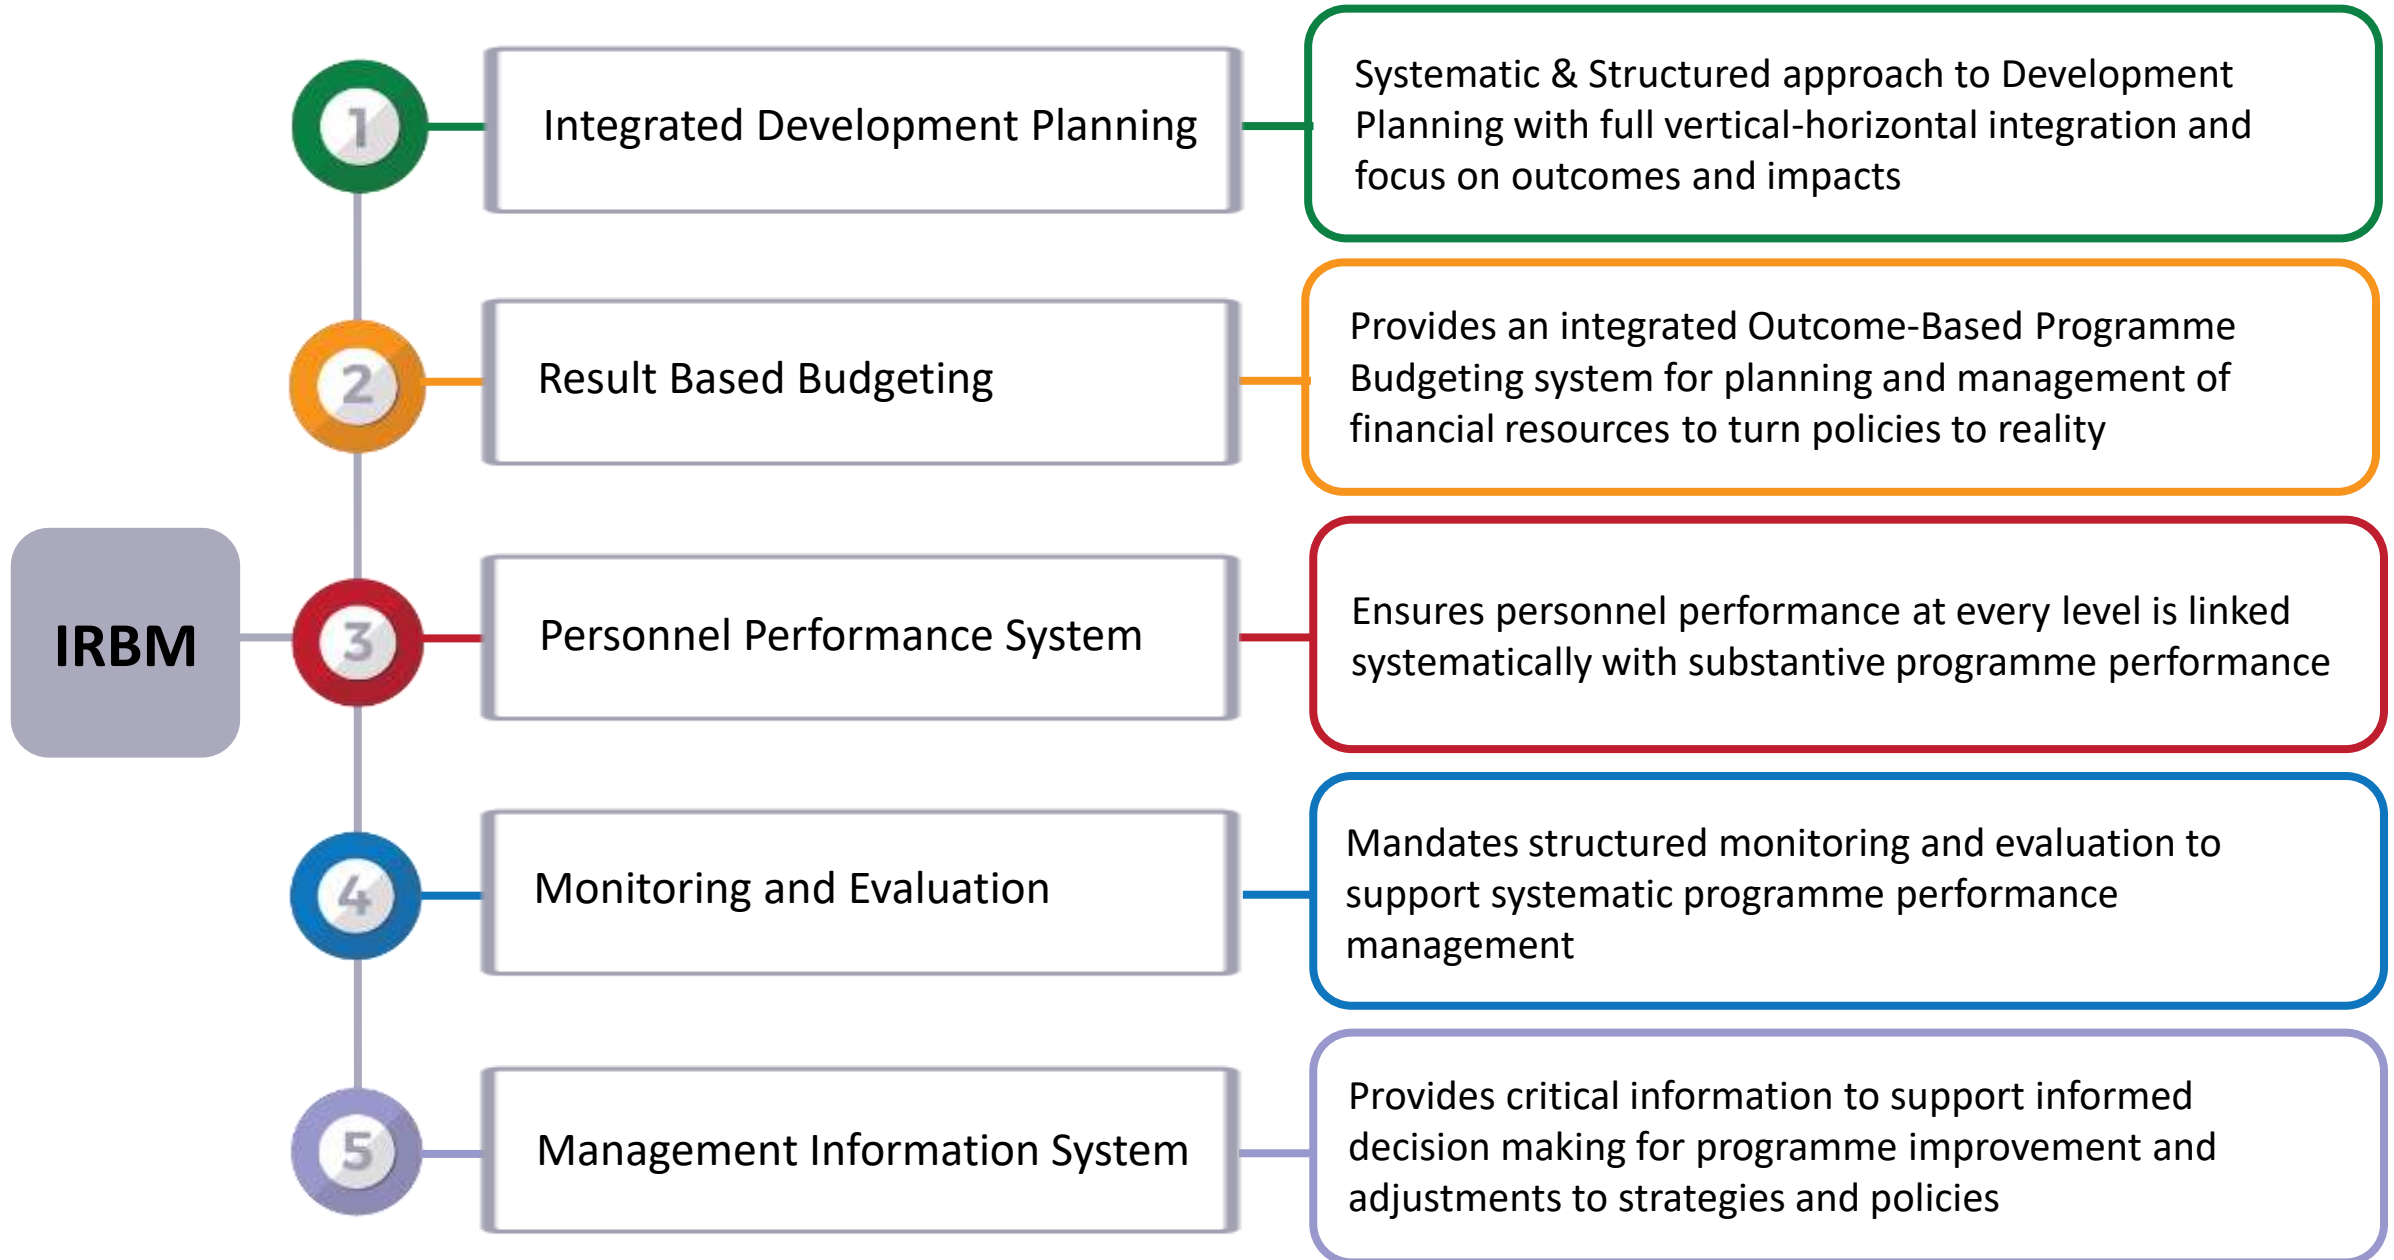 1
Integrated Development Planning
Systematic & Structured approach to Development
Planning with full vertical-horizontal integration and
focus on outcomes and impacts
2
Result Based Budgeting
Provides an integrated Outcome-Based Programme
Budgeting system for planning and management of
financial resources to turn policies to reality
IRBM
3
Personnel Performance System
Ensures personnel performance at every level is linked
systematically with substantive programme performance
4
Monitoring and Evaluation
Mandates structured monitoring and evaluation to
support systematic programme performance
management
5
Management Information System
Provides critical information to support informed
decision making for programme improvement and
adjustments to strategies and policies